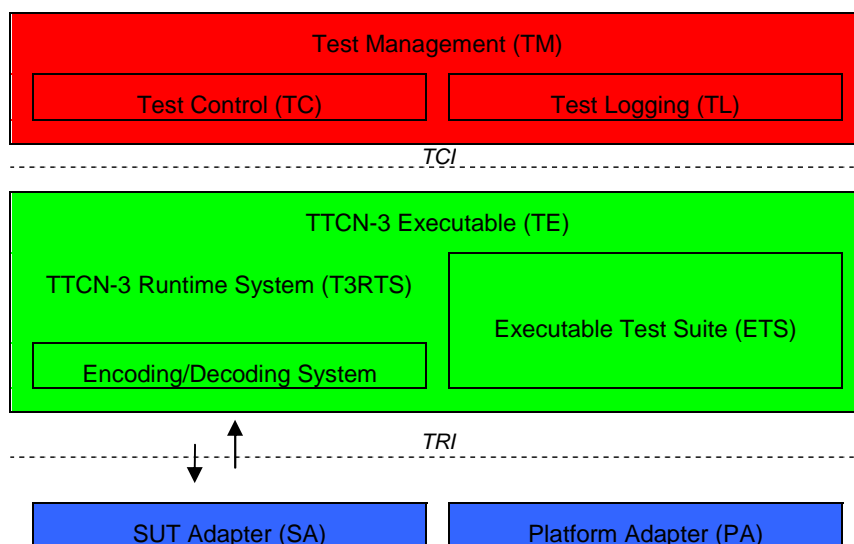 Test Management (TM)
Test Control (TC)
Test Logging (TL)
TCI
TTCN-3 Executable (TE)
TTCN-3 Runtime System (T3RTS)
Executable Test Suite (ETS)
Encoding/Decoding System
TRI
SUT Adapter (SA)
Platform Adapter (PA)